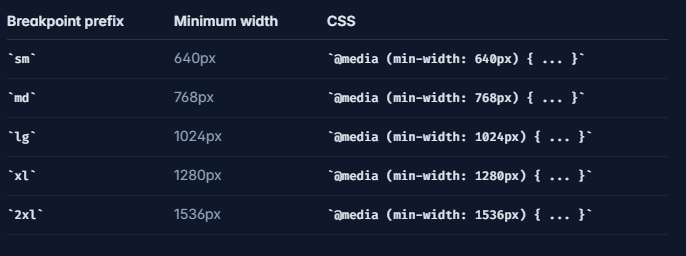 Breakpoint prefix Minimum width CSS
`sm` 640px `@media (min-width: 640px) { ... }`
`md` 768px `@media (min-width: 768px) { ... }`
`lg` 1024px `@media (min-width: 1024px) { ... }`
`xl` 1280px `@media (min-width: 1280px) { ... }`
`2xl` 1536px `@media (min-width: 1536px) { ... }`